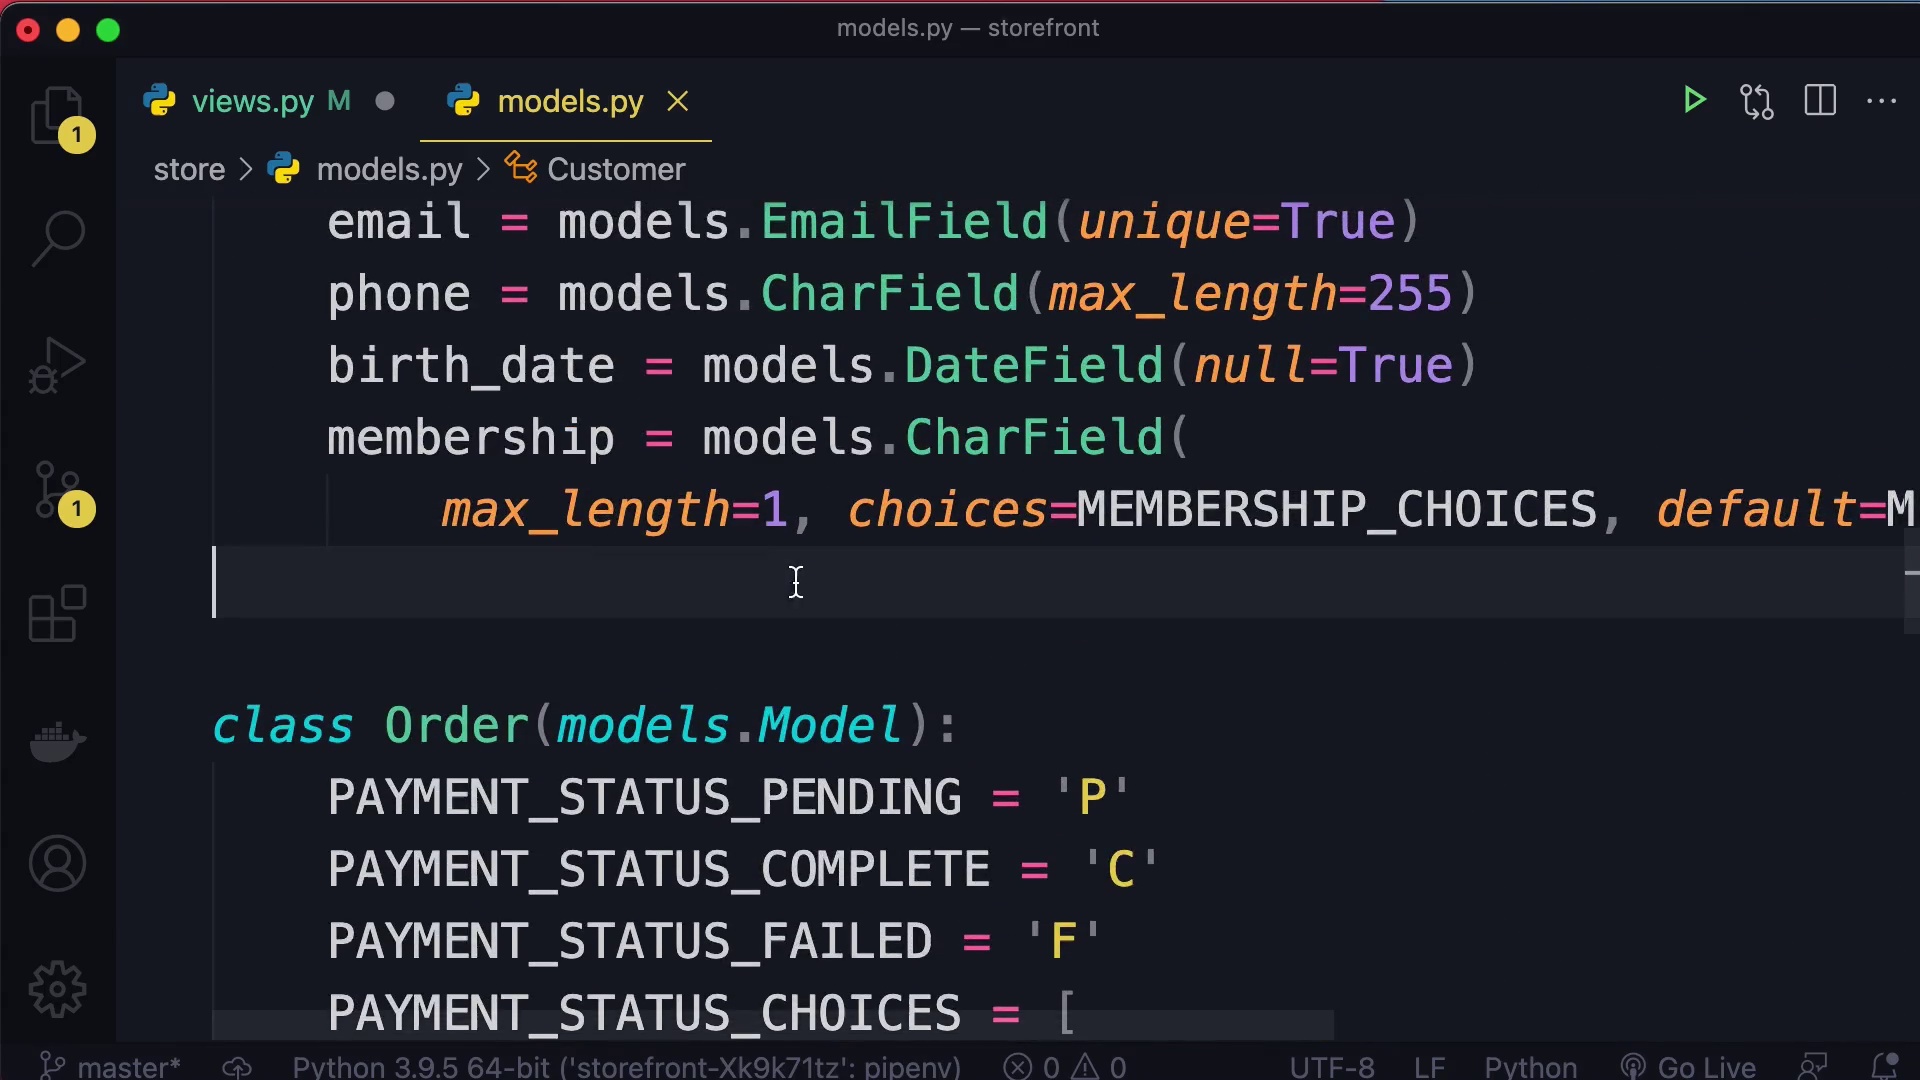 models.py — storefront
views.py M
models.py
store > models.py > Customer
email = models.EmailField(unique=True)
phone = models.CharField(max_length=255)
birth_date = models.DateField(null=True)
membership = models.CharField(
max_length=1, choices=MEMBERSHIP_CHOICES, default=M
class Order(models.Model):
PAYMENT_STATUS_PENDING = 'P'
PAYMENT_STATUS_COMPLETE = 'C'
PAYMENT_STATUS_FAILED = 'F'
PAYMENT_STATUS_CHOICES = [
1
1
master* Python 3.9.5 64-bit ('storefront-Xk9k71tz': pipenv) 0 0 UTF-8 LF Python Go Live